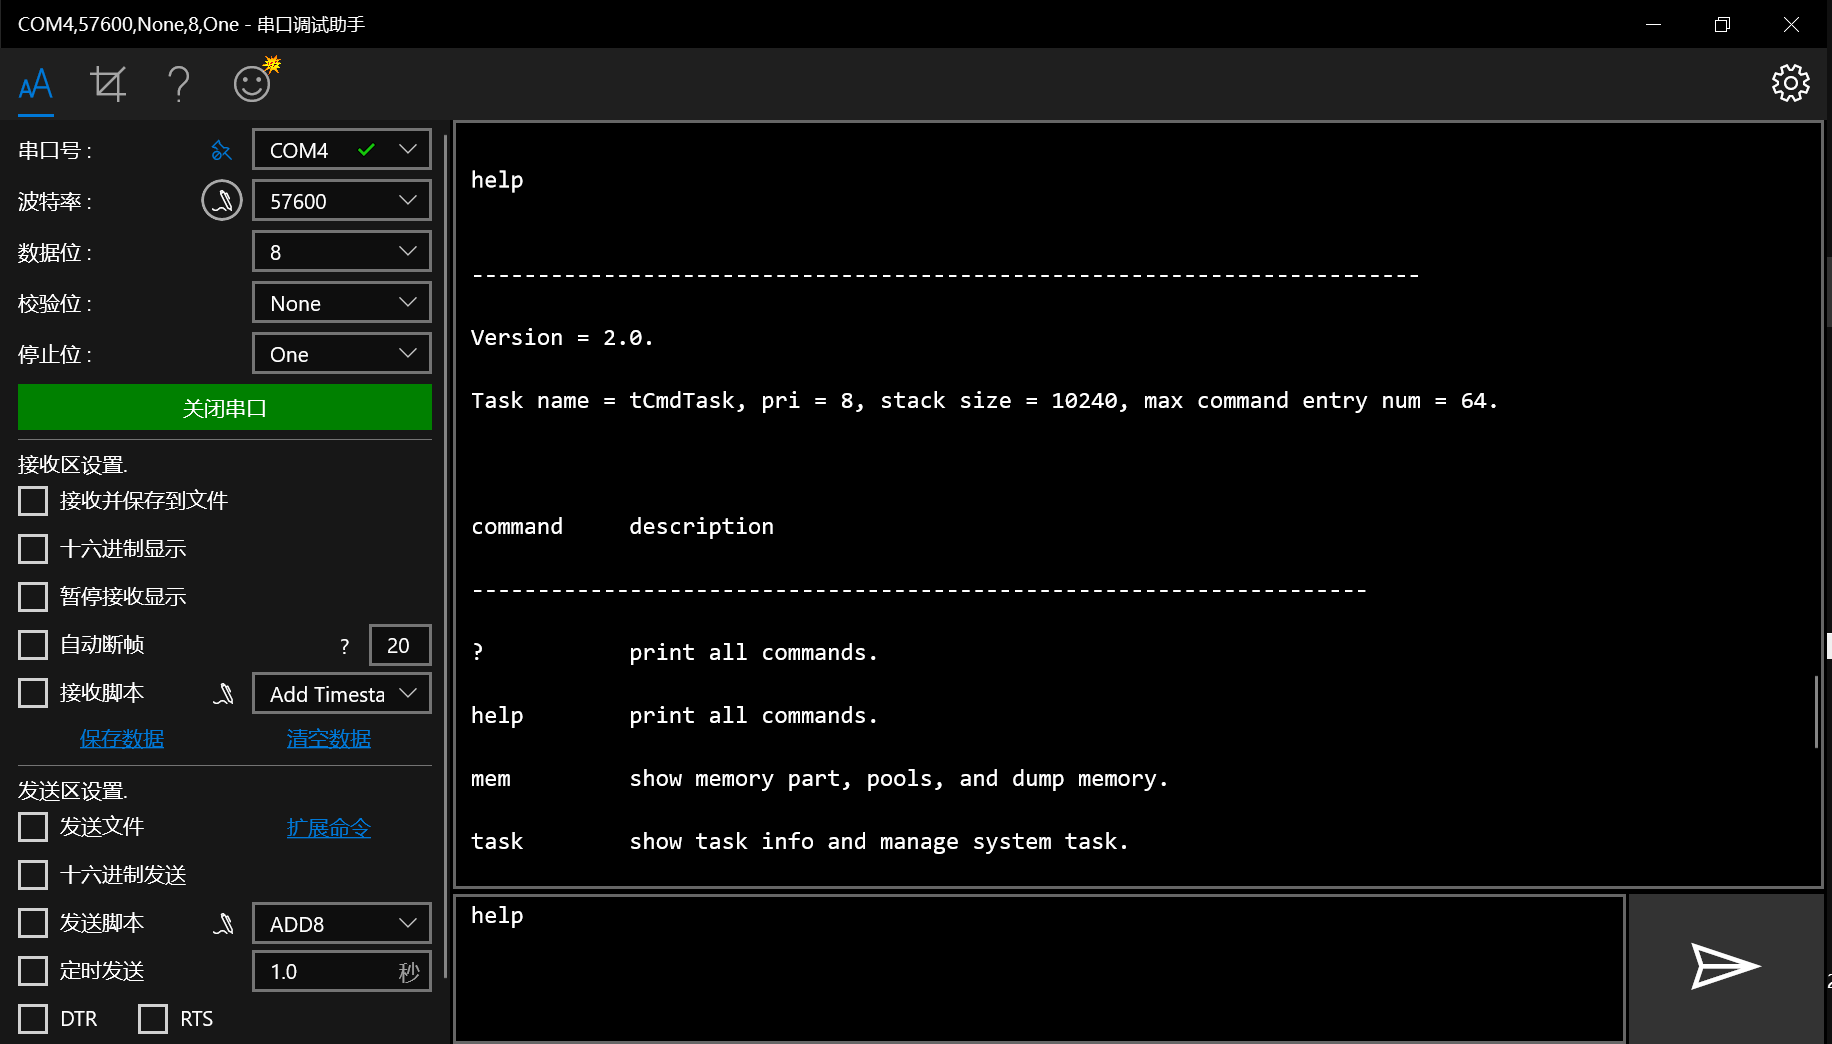 COM4,57600,None,8,One - 串口调试助手
串口号 :
COM4
波特率 :
57600
数据位 :
8
校验位 :
None
停止位 :
One
关闭串口
接收区设置.
接收并保存到文件
十六进制显示
暂停接收显示
自动断帧 ? 20
接收脚本 Add Timesta
保存数据 清空数据
发送区设置.
发送文件 扩展命令
十六进制发送
发送脚本 ADD8
定时发送 1.0 秒
DTR RTS
help
------------------------------------------------------------------------
Version = 2.0.
Task name = tCmdTask, pri = 8, stack size = 10240, max command entry num = 64.
command description
--------------------------------------------------------------------
? print all commands.
help print all commands.
mem show memory part, pools, and dump memory.
task show task info and manage system task.
help